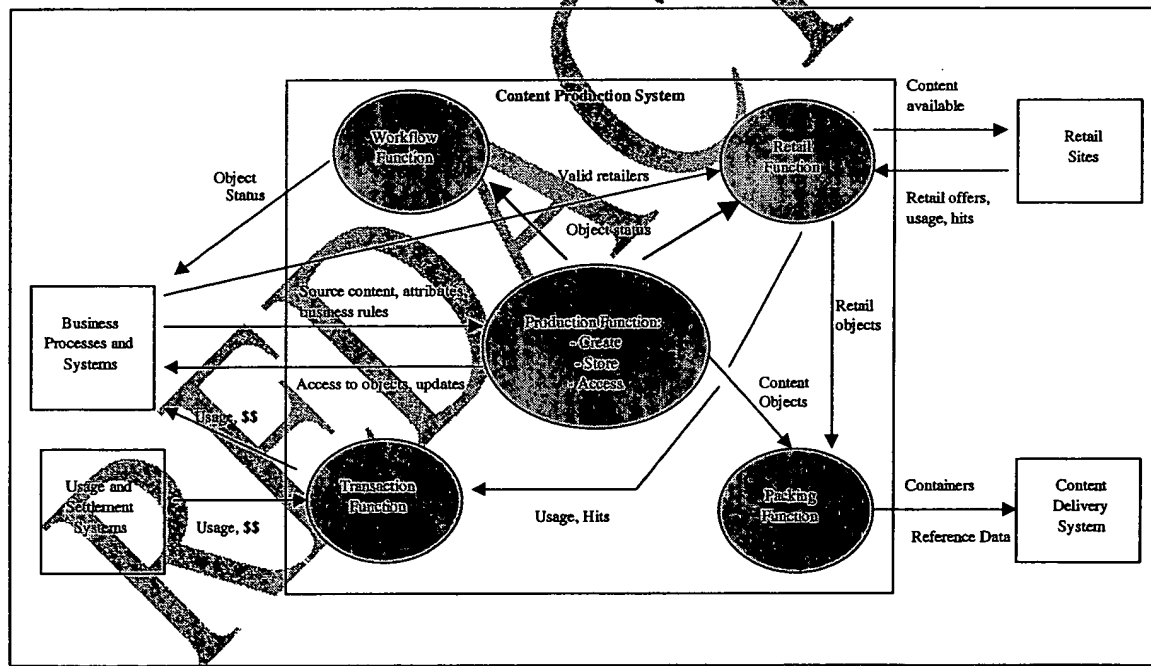 Content Production System
Content
available
Workflow
Function
Retail
Function
Retail
Sites
Object
Status
Valid retailers
Retail offers,
usage, hits
Object status
Source content, attributes,
business rules
Business
Processes and
Systems
Production Functions
- Create
- Store
- Access
Retail
objects
Access to objects, updates
Content
Objects
Usage, $$
Usage and
Settlement
Systems
Transaction
Function
Packing
Function
Containers
Content
Delivery
System
Usage, $$
Usage, Hits
Reference Data